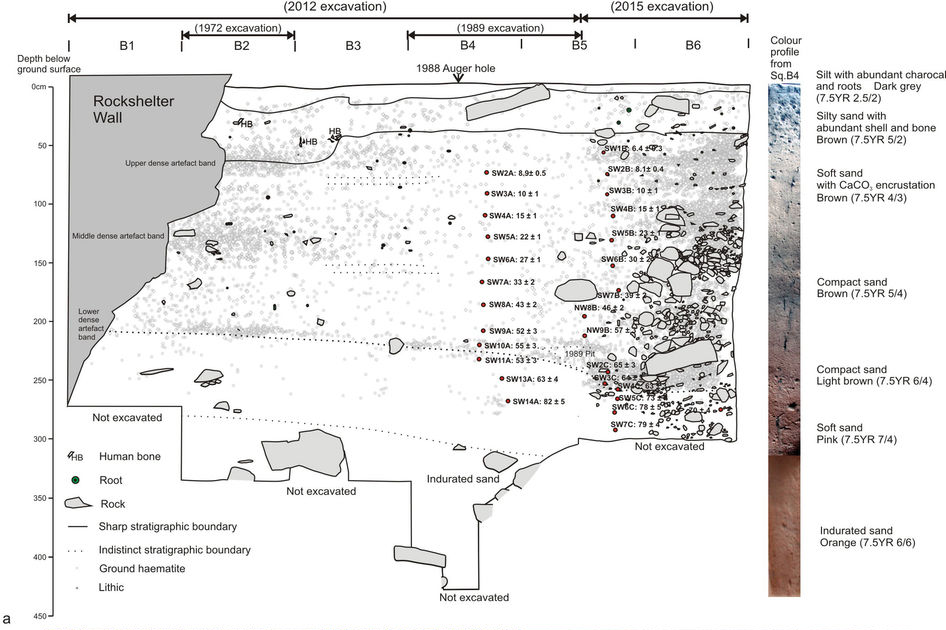 (2012 excavation)
(2015 excavation)
(1972 excavation)
(1989 excavation)
B1
B2
B3
B4
B5
B6
Depth below
ground surface
1988 Auger hole
Colour
profile
from
Sq.B4
0cm
50
100
150
200
250
300
350
400
450
Rockshelter
Wall
HB
HB
HB
Upper dense artefact band
Middle dense artefact band
Lower
dense
artefact
band
SW2A: 8,9± 0.5
SW3A: 10 ± 1
SW4A: 15 ± 1
SW5A: 22 ± 1
SW6A: 27 ± 1
SW7A: 33 ± 2
SW8A: 43 ± 2
SW9A: 52 ± 3
SW10A: 55 ± 3
SW11A: 53 ± 3
SW13A: 63 ± 4
SW14A: 82 ± 5
SW1B: 6.4 ± 0.3
SW2B: 8.1± 0.4
SW3B: 10 ± 1
SW4B: 15 ± 1
SW5B: 23 ± 1
SW6B: 30 ± 2
SW7B: 39 ±
NW8B: 46 ± 2
NW9B: 57 ±
1989 Pit
SW2C: 65 ± 3
SW3C: 64 ±
SW4C: 63
SW5C: 73 ±
SW6C: 78 ± 5
70 ± 4
SW7C: 79 ± 4
Not excavated
Not excavated
Not excavated
Not excavated
Indurated sand
HB Human bone
Root
Rock
Sharp stratigraphic boundary
Indistinct stratigraphic boundary
Ground haematite
Lithic
Silt with abundant charocal
and roots Dark grey
(7.5YR 2.5/2)
Silty sand with
abundant shell and bone
Brown (7.5YR 5/2)
Soft sand
with CaCO₃ encrustation
Brown (7.5YR 4/3)
Compact sand
Brown (7.5YR 5/4)
Compact sand
Light brown (7.5YR 6/4)
Soft sand
Pink (7.5YR 7/4)
Indurated sand
Orange (7.5YR 6/6)
a